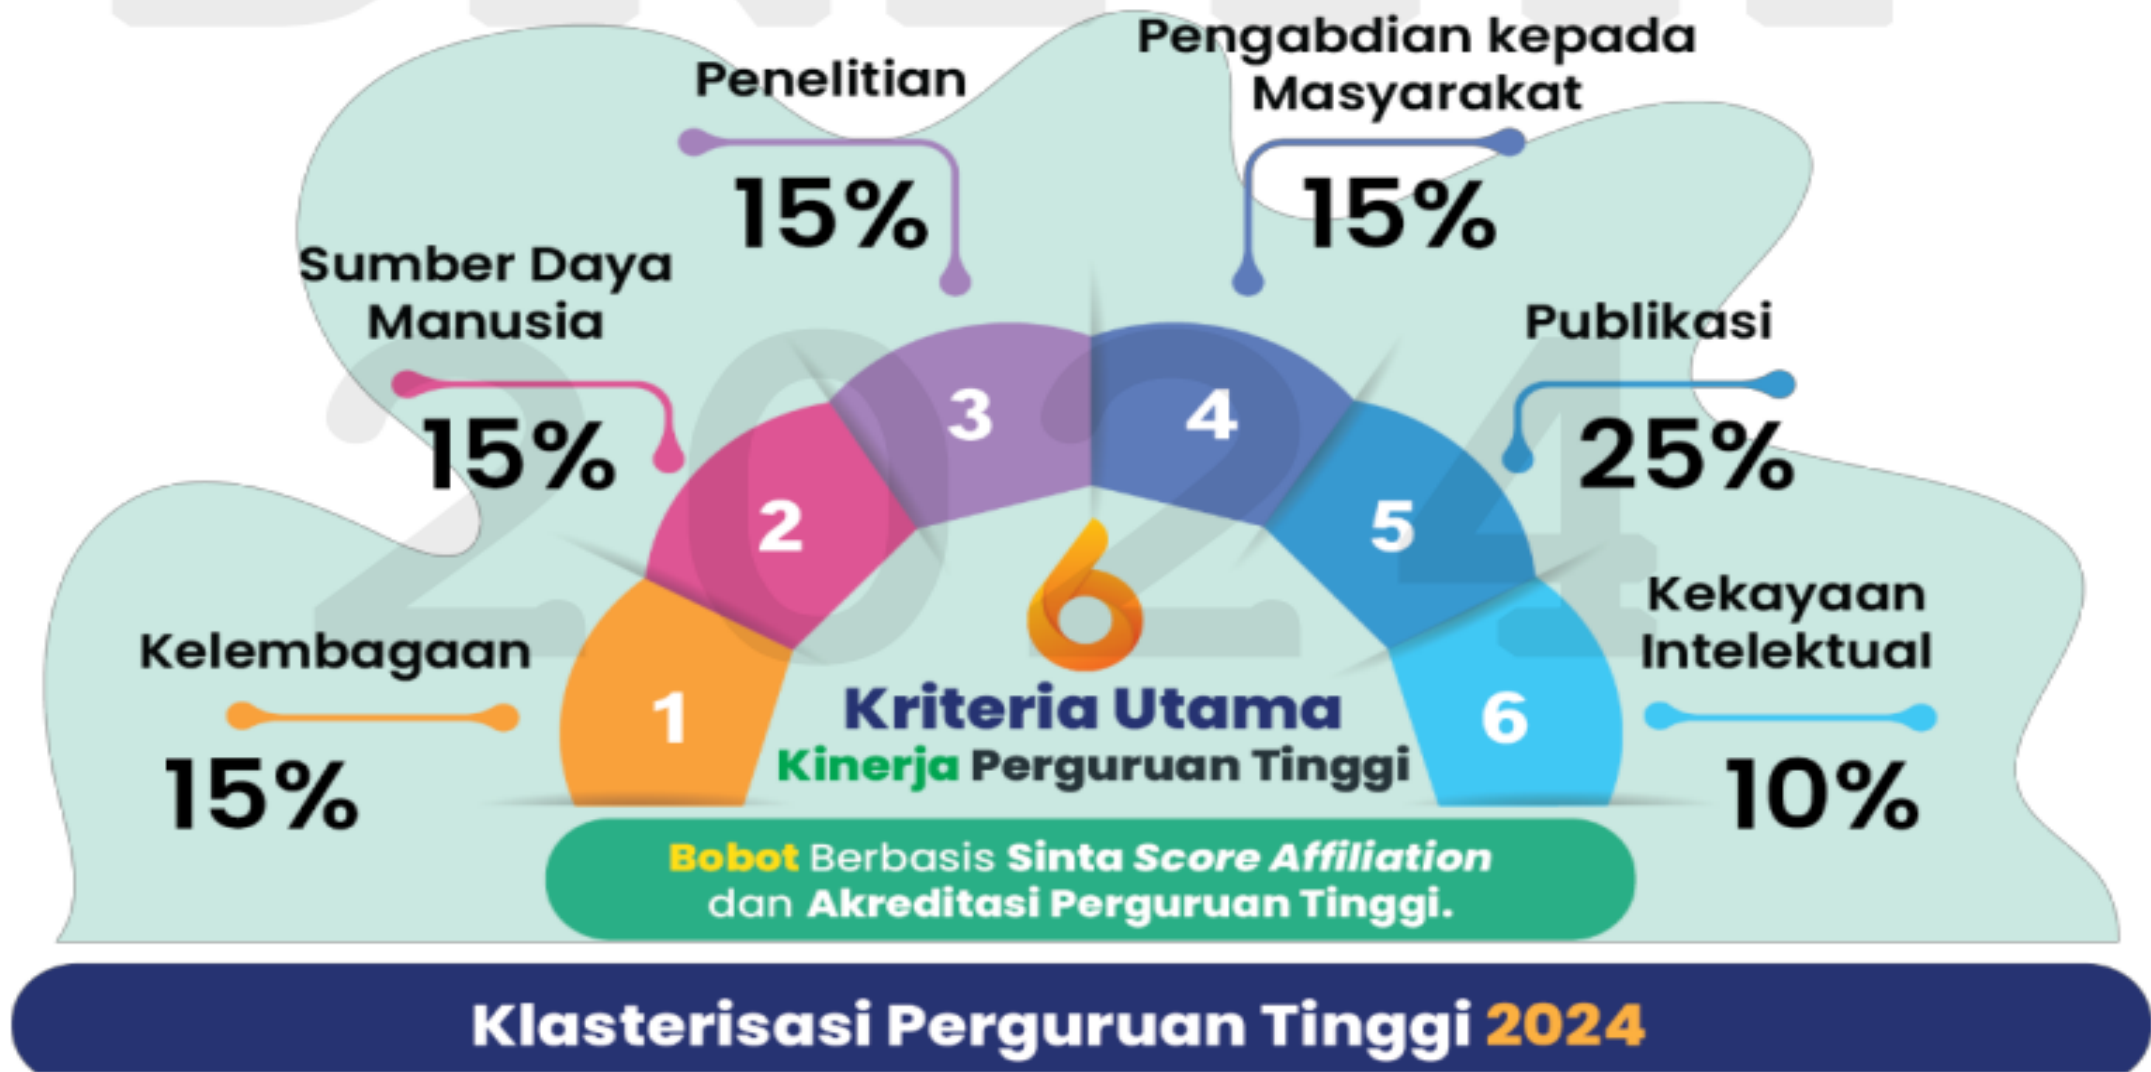 Penelitian
15%
Pengabdian kepada
Masyarakat
15%
Sumber Daya
Manusia
15%
Publikasi
25%
Kelembagaan
15%
Kekayaan
Intelektual
10%
1
2
3
4
5
6
2024
6
Kriteria Utama
Kinerja Perguruan Tinggi
Bobot Berbasis Sinta Score Affiliation
dan Akreditasi Perguruan Tinggi.
Klasterisasi Perguruan Tinggi 2024